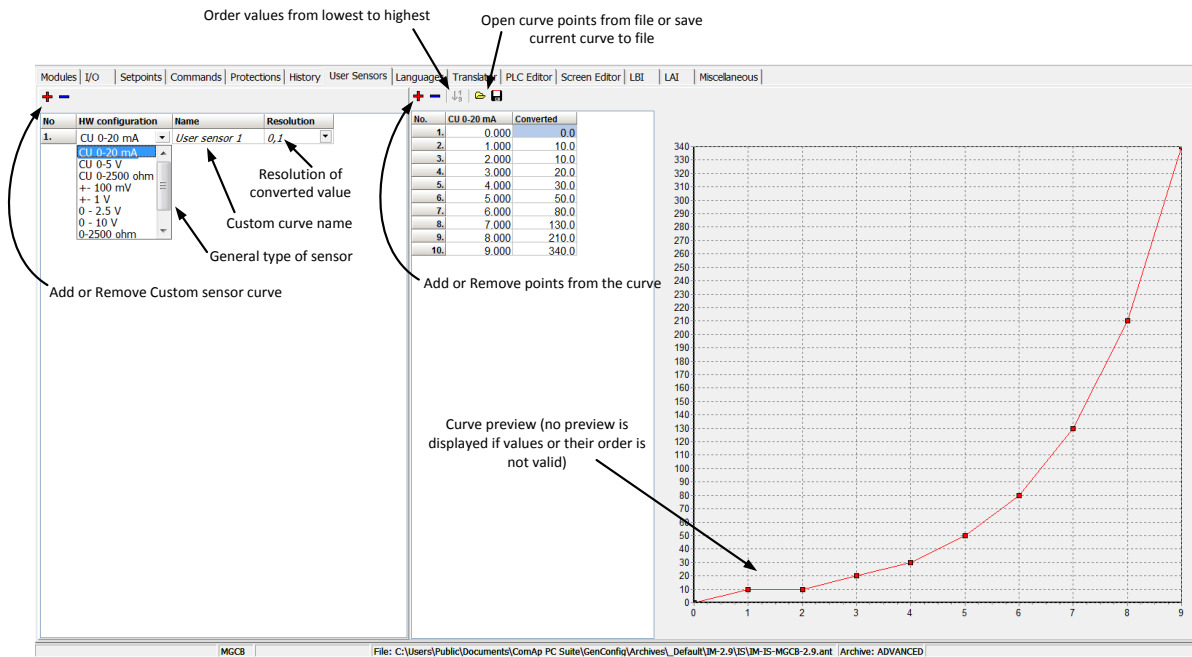 Order values from lowest to highest
Open curve points from file or save
current curve to file
Modules I/O Setpoints Commands Protections History User Sensors Languages Translator PLC Editor Screen Editor LBI LAI Miscellaneous
No HW configuration Name Resolution
1. CU 0-20 mA User sensor 1 0,1
CU 0-20 mA
CU 0-5 V
CU 0-2500 ohm
+- 100 mV
+- 1 V
0 - 2.5 V
0 - 10 V
0-2500 ohm
Resolution of
converted value
Custom curve name
General type of sensor
Add or Remove Custom sensor curve
No. CU 0-20 mA Converted
1. 0.000 0.0
2. 1.000 10.0
3. 2.000 10.0
4. 3.000 20.0
5. 4.000 30.0
6. 5.000 50.0
7. 6.000 80.0
8. 7.000 130.0
9. 8.000 210.0
10. 9.000 340.0
Add or Remove points from the curve
Curve preview (no preview is
displayed if values or their order is
not valid)
340
330
320
310
300
290
280
270
260
250
240
230
220
210
200
190
180
170
160
150
140
130
120
110
100
90
80
70
60
50
40
30
20
10
0
0 1 2 3 4 5 6 7 8 9
MGCB File: C:\Users\Public\Documents\ComAp PC Suite\GenConfig\Archives\_Default\IM-2.9\IS\IM-IS-MGCB-2.9.ant Archive: ADVANCED